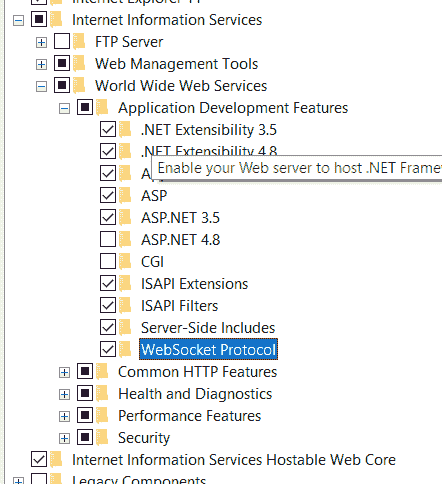 Internet Explorer 11
Internet Information Services
FTP Server
Web Management Tools
World Wide Web Services
Application Development Features
.NET Extensibility 3.5
.NET Extensibility 4.8
Enable your Web server to host .NET Framew
ASP
ASP.NET 3.5
ASP.NET 4.8
CGI
ISAPI Extensions
ISAPI Filters
Server-Side Includes
WebSocket Protocol
Common HTTP Features
Health and Diagnostics
Performance Features
Security
Internet Information Services Hostable Web Core
Legacy Components